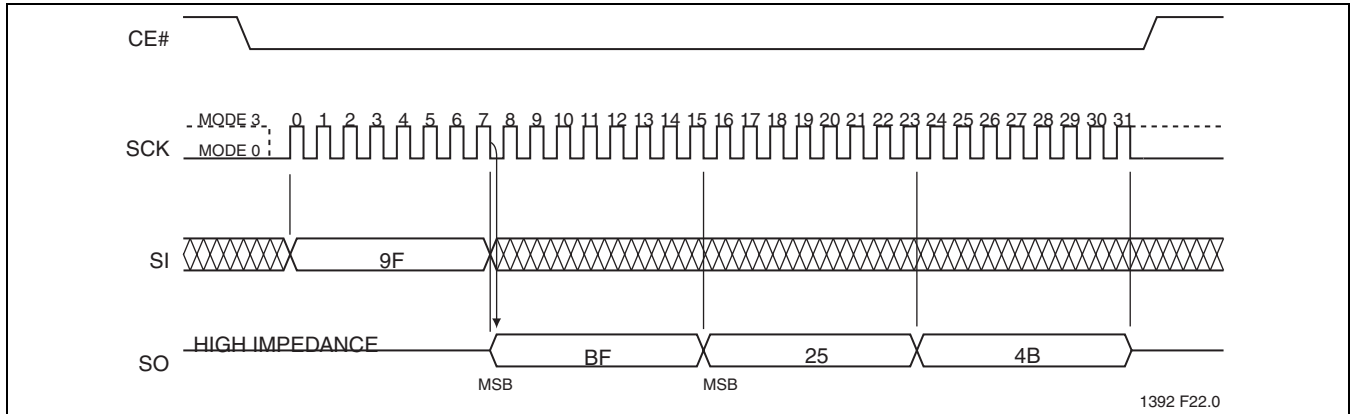 CE#
MODE 3
0 1 2 3 4 5 6 7 8 9 10 11 12 13 14 15 16 17 18 19 20 21 22 23 24 25 26 27 28 29 30 31
SCK
MODE 0
SI
9F
HIGH IMPEDANCE
SO
BF
25
4B
MSB
MSB
1392 F22.0